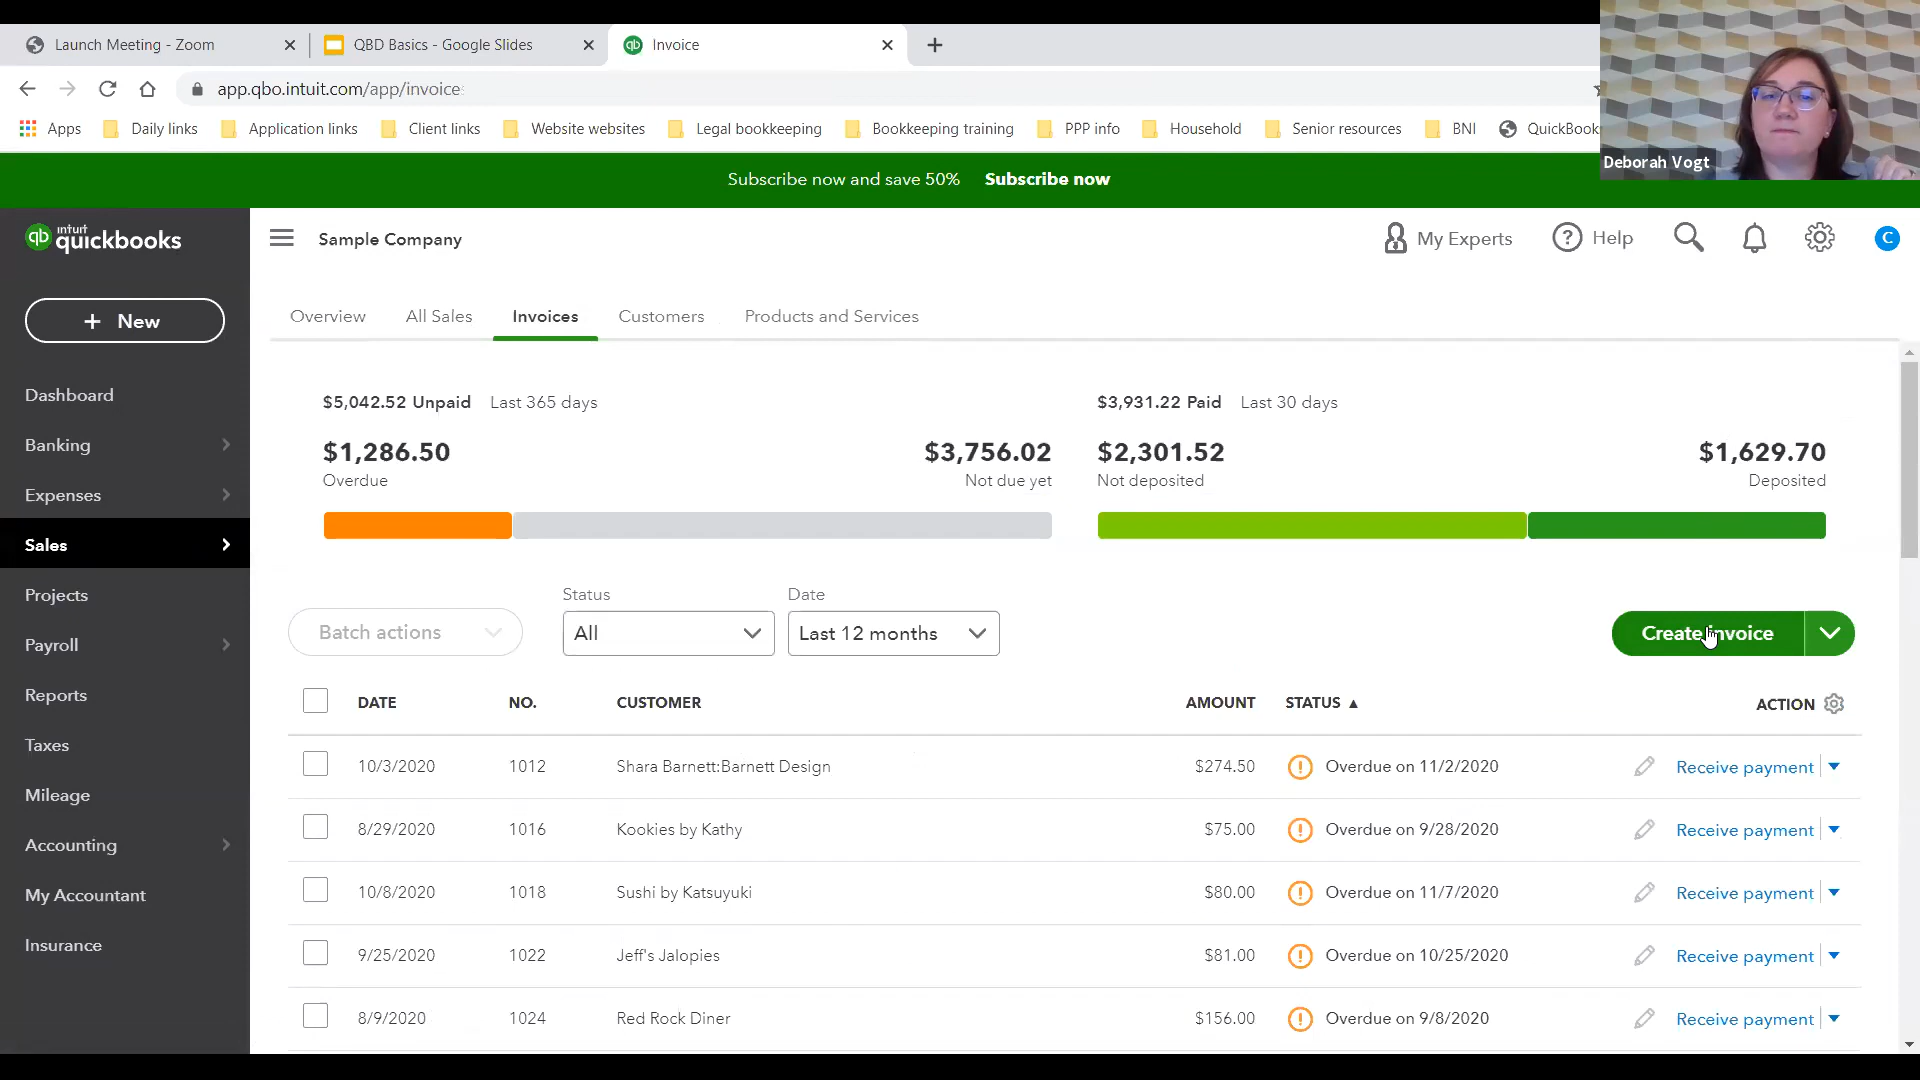 Launch Meeting - Zoom
QBD Basics - Google Slides
qb Invoice
app.qbo.intuit.com/app/invoice
Apps Daily links Application links Client links Website websites Legal bookkeeping Bookkeeping training PPP info Household Senior resources BNI
Deborah Vogt
Subscribe now and save 50% Subscribe now
qb intuit quickbooks
Sample Company
My Experts
Help
C
+ New
Dashboard
Banking
Expenses
Sales
Projects
Payroll
Reports
Taxes
Mileage
Accounting
My Accountant
Insurance
Overview All Sales Invoices Customers Products and Services
$5,042.52 Unpaid Last 365 days
$1,286.50 $3,756.02
Overdue Not due yet
$3,931.22 Paid Last 30 days
$2,301.52 $1,629.70
Not deposited Deposited
Status Date
Batch actions All Last 12 months Create invoice
DATE NO. CUSTOMER AMOUNT STATUS ▲ ACTION
10/3/2020 1012 Shara Barnett:Barnett Design $274.50 Overdue on 11/2/2020 Receive payment
8/29/2020 1016 Kookies by Kathy $75.00 Overdue on 9/28/2020 Receive payment
10/8/2020 1018 Sushi by Katsuyuki $80.00 Overdue on 11/7/2020 Receive payment
9/25/2020 1022 Jeff's Jalopies $81.00 Overdue on 10/25/2020 Receive payment
8/9/2020 1024 Red Rock Diner $156.00 Overdue on 9/8/2020 Receive payment